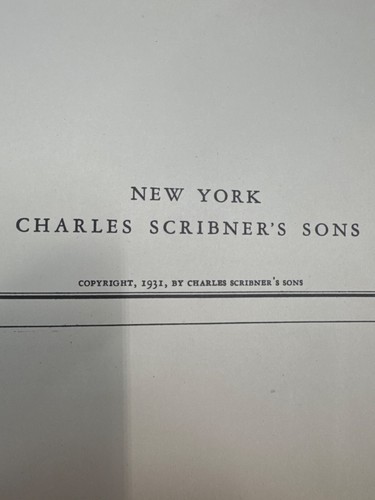 NEW YORK
CHARLES SCRIBNER'S SONS
COPYRIGHT, 1931, BY CHARLES SCRIBNER'S SONS